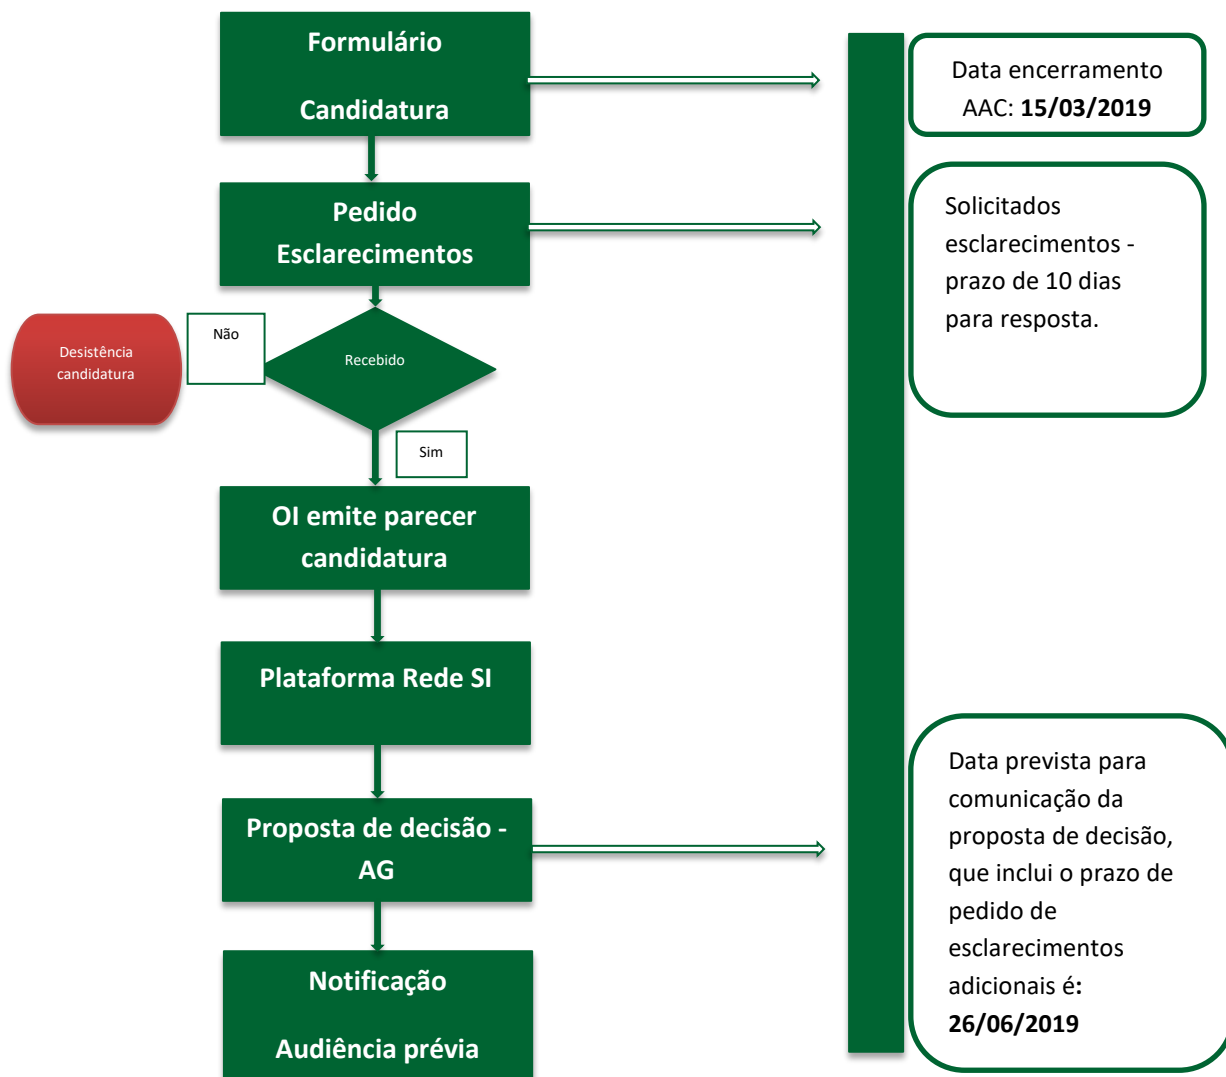 Formulário
Candidatura
Data encerramento
AAC: 15/03/2019
Pedido
Esclarecimentos
Solicitados
esclarecimentos -
prazo de 10 dias
para resposta.
Não
Desistência
candidatura
Recebido
Sim
OI emite parecer
candidatura
Plataforma Rede SI
Proposta de decisão -
AG
Data prevista para
comunicação da
proposta de decisão,
que inclui o prazo de
pedido de
esclarecimentos
adicionais é:
26/06/2019
Notificação
Audiência prévia